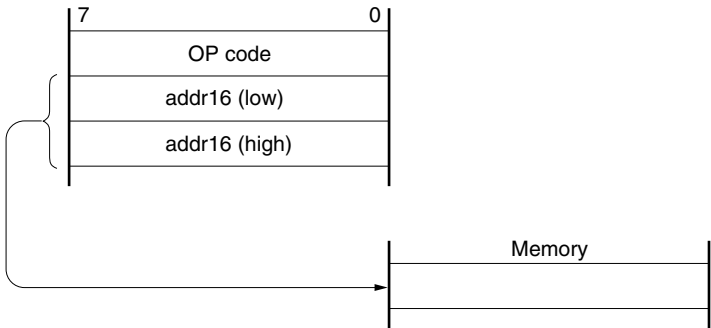 7 0
OP code
addr16 (low)
addr16 (high)
Memory